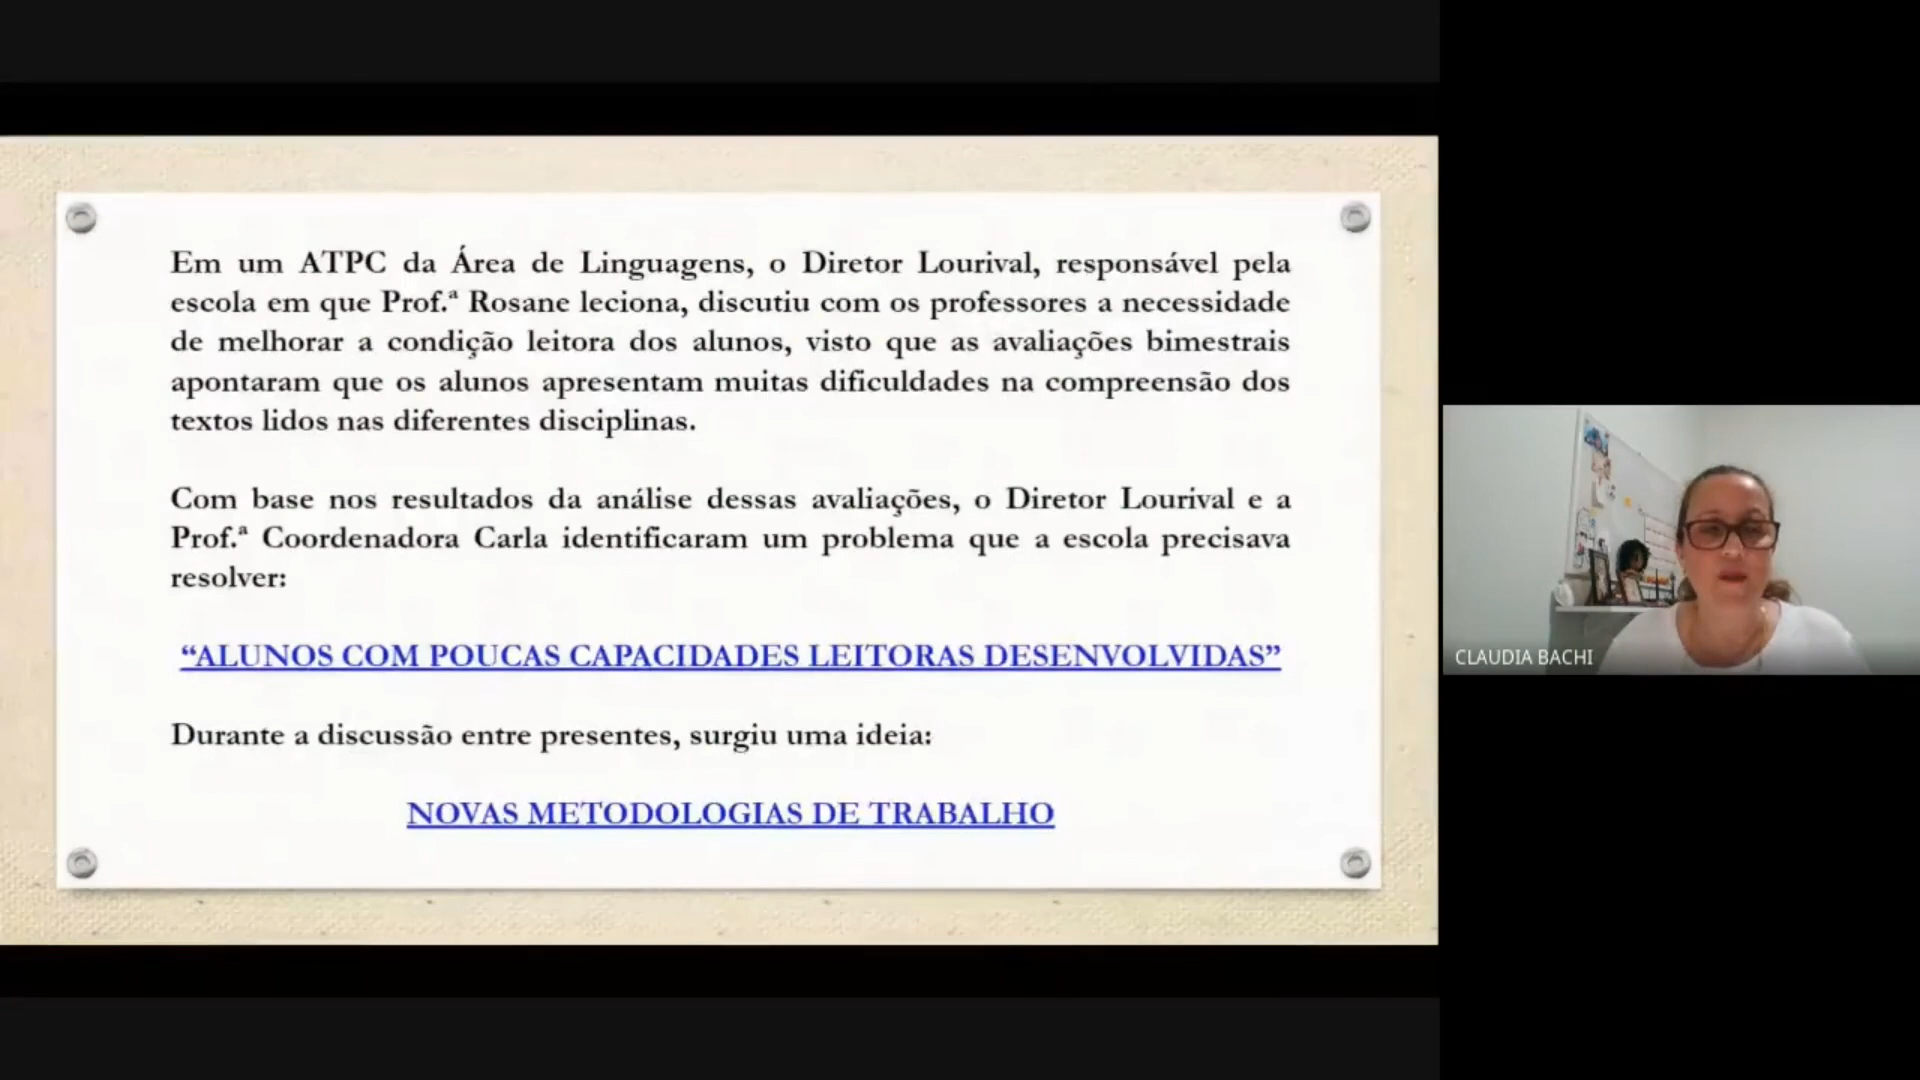 Em um ATPC da Área de Linguagens, o Diretor Lourival, responsável pela
escola em que Prof.ª Rosane leciona, discutiu com os professores a necessidade
de melhorar a condição leitora dos alunos, visto que as avaliações bimestrais
apontaram que os alunos apresentam muitas dificuldades na compreensão dos
textos lidos nas diferentes disciplinas.
Com base nos resultados da análise dessas avaliações, o Diretor Lourival e a
Prof.ª Coordenadora Carla identificaram um problema que a escola precisava
resolver:
“ALUNOS COM POUCAS CAPACIDADES LEITORAS DESENVOLVIDAS”
Durante a discussão entre presentes, surgiu uma ideia:
NOVAS METODOLOGIAS DE TRABALHO
CLAUDIA BACHI